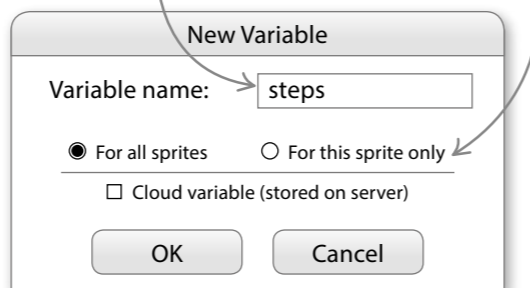 New Variable
Variable name: steps
For all sprites For this sprite only
Cloud variable (stored on server)
OK Cancel